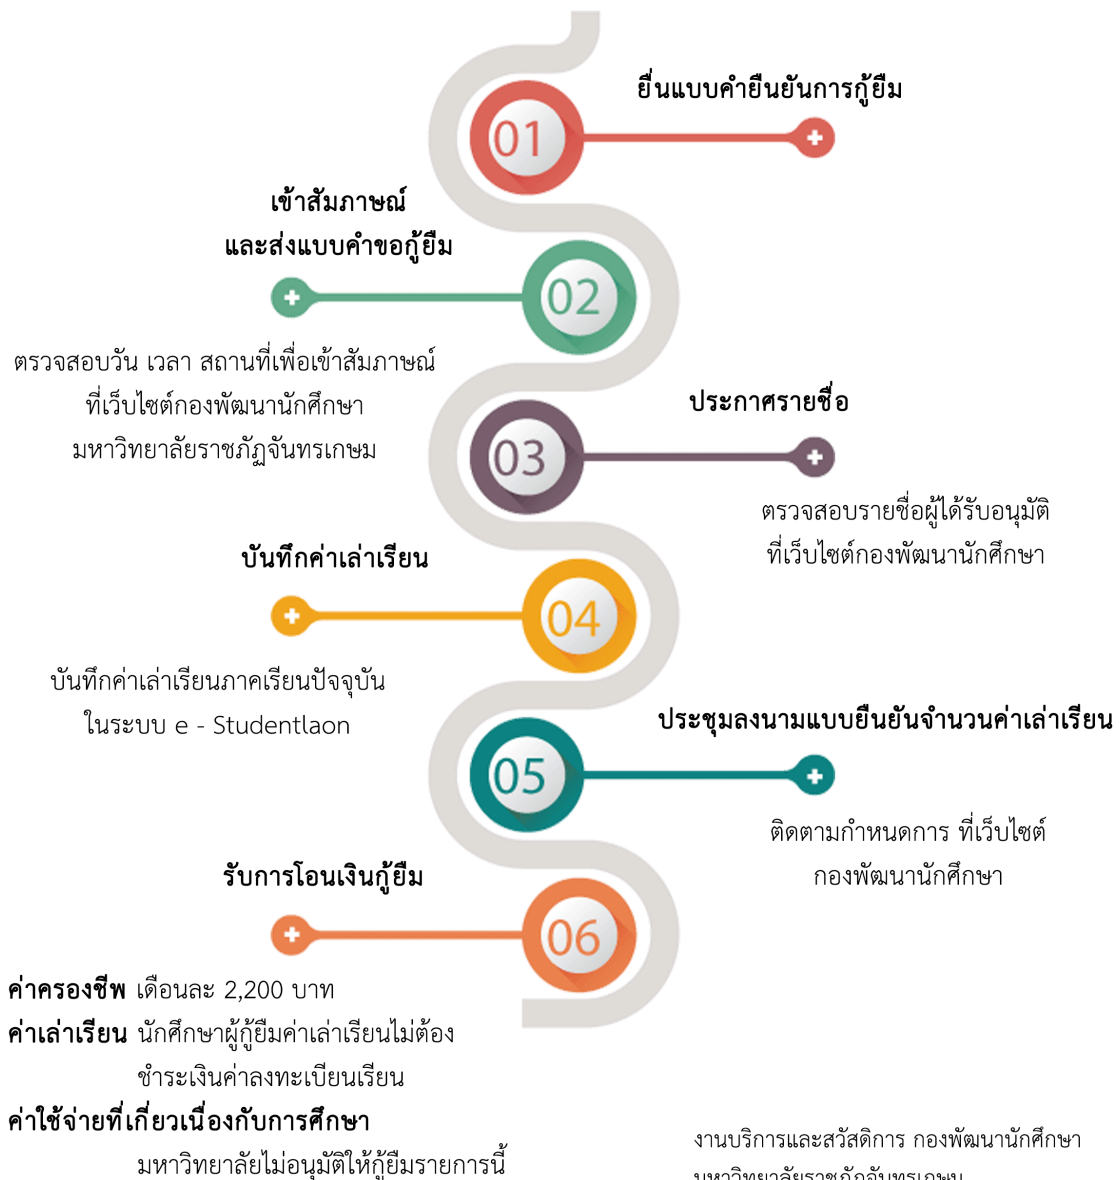 ยื่นแบบคำยืนยันการกู้ยืม
01
เข้าสัมภาษณ์
และส่งแบบคำขอกู้ยืม
02
ตรวจสอบวัน เวลา สถานที่เพื่อเข้าสัมภาษณ์
ที่เว็บไซต์กองพัฒนานักศึกษา
มหาวิทยาลัยราชภัฏจันทรเกษม
ประกาศรายชื่อ
03
ตรวจสอบรายชื่อผู้ได้รับอนุมัติ
ที่เว็บไซต์กองพัฒนานักศึกษา
บันทึกค่าเล่าเรียน
04
บันทึกค่าเล่าเรียนภาคเรียนปัจจุบัน
ในระบบ e - Studentlaon
ประชุมลงนามแบบยืนยันจำนวนค่าเล่าเรียน
05
ติดตามกำหนดการ ที่เว็บไซต์
กองพัฒนานักศึกษา
รับการโอนเงินกู้ยืม
06
ค่าครองชีพ เดือนละ 2,200 บาท
ค่าเล่าเรียน นักศึกษาผู้กู้ยืมค่าเล่าเรียนไม่ต้อง
ชำระเงินค่าลงทะเบียนเรียน
ค่าใช้จ่ายที่เกี่ยวเนื่องกับการศึกษา
มหาวิทยาลัยไม่อนุมัติให้กู้ยืมรายการนี้
งานบริการและสวัสดิการ กองพัฒนานักศึกษา
มหาวิทยาลัยราชภัฏจันทรเกษม